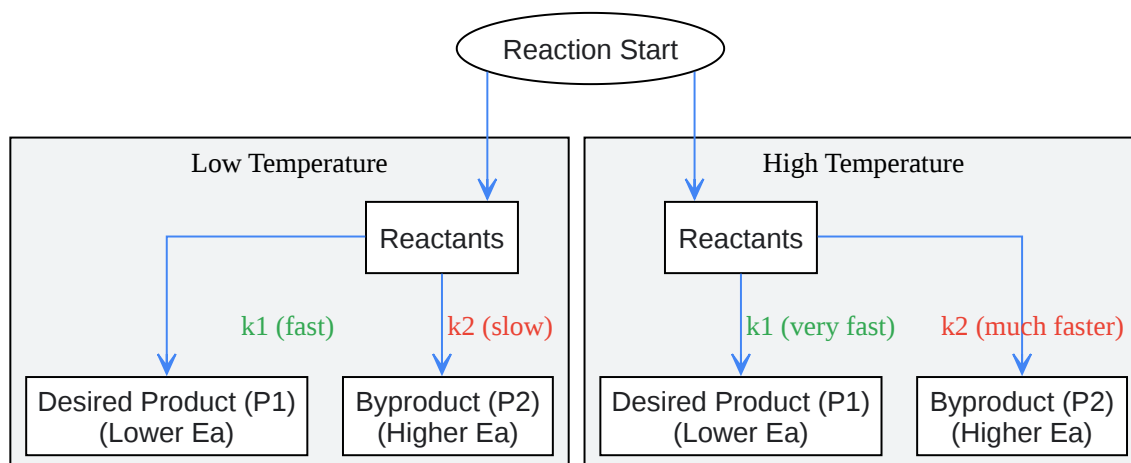 Reaction Start
Low Temperature
Reactants
k1 (fast)
k2 (slow)
Desired Product (P1)
(Lower Ea)
Byproduct (P2)
(Higher Ea)
High Temperature
Reactants
k1 (very fast)
k2 (much faster)
Desired Product (P1)
(Lower Ea)
Byproduct (P2)
(Higher Ea)